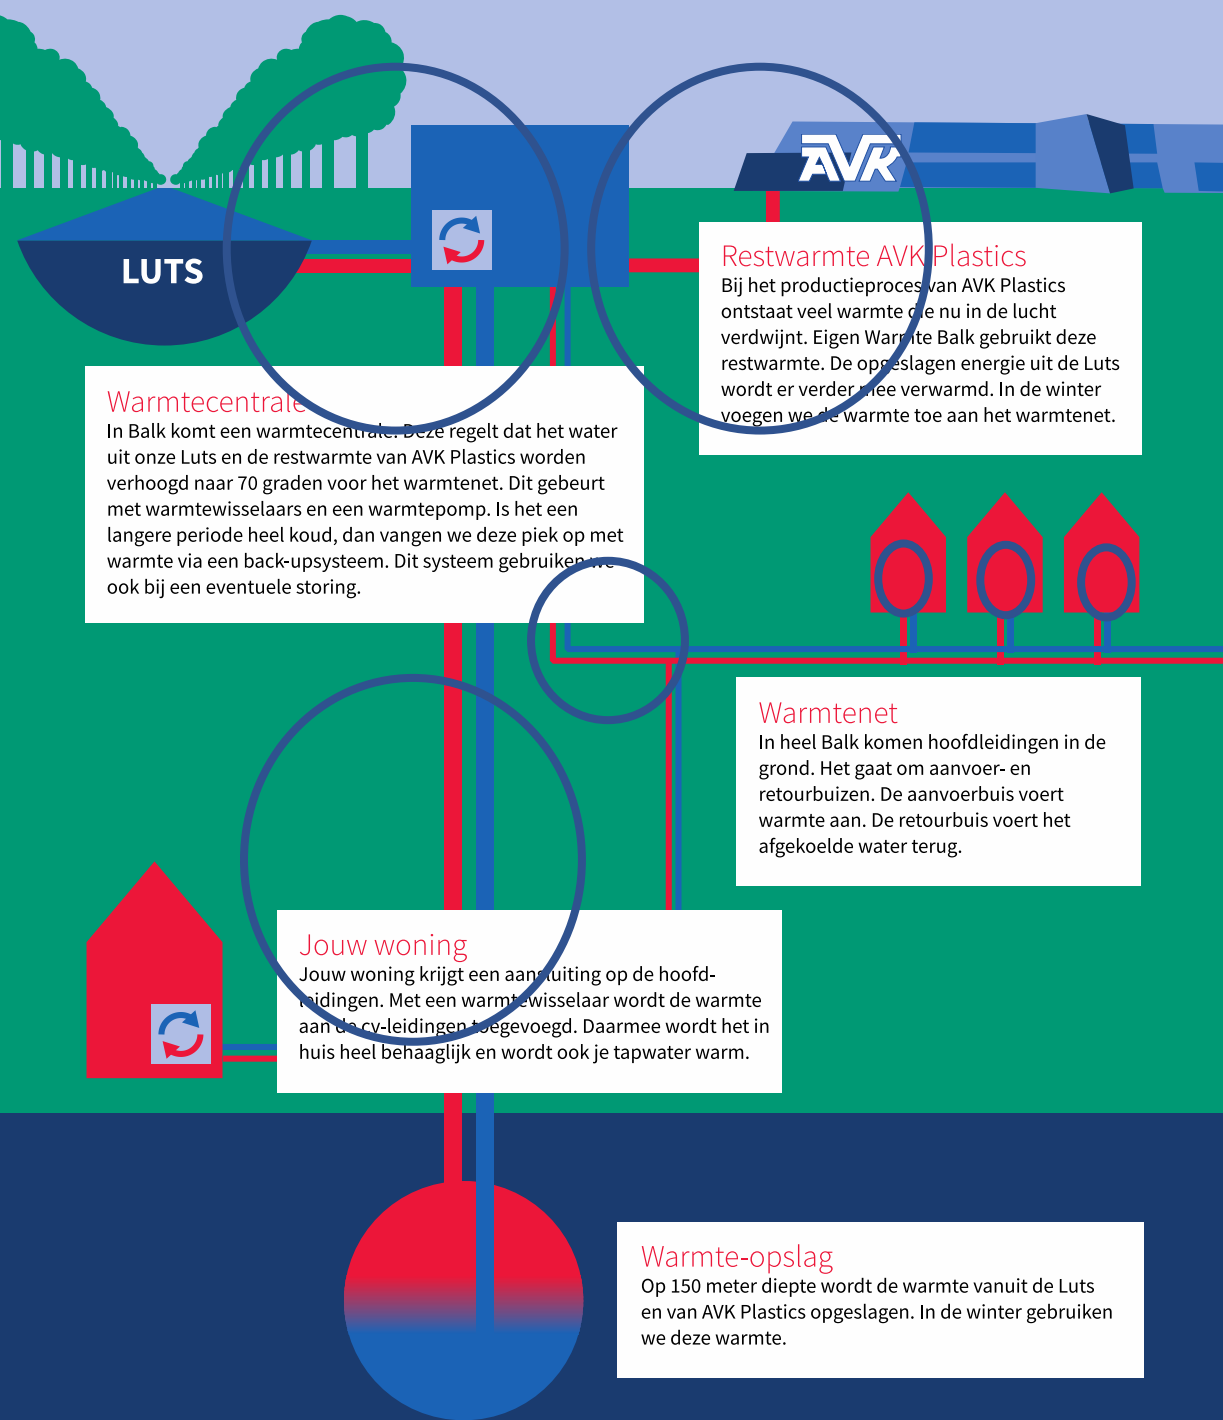 AVK
LUTS
Restwarmte AVK Plastics
Bij het productieproces van AVK Plastics
ontstaat veel warmte die nu in de lucht
verdwijnt. Eigen Warmte Balk gebruikt deze
restwarmte. De opgeslagen energie uit de Luts
wordt er verder mee verwarmd. In de winter
voegen we de warmte toe aan het warmtenet.
Warmtecentrale
In Balk komt een warmtecentrale. Deze regelt dat het water
uit onze Luts en de restwarmte van AVK Plastics worden
verhoogd naar 70 graden voor het warmtenet. Dit gebeurt
met warmtewisselaars en een warmtepomp. Is het een
langere periode heel koud, dan vangen we deze piek op met
warmte via een back-upsysteem. Dit systeem gebruiken we
ook bij een eventuele storing.
Warmtenet
In heel Balk komen hoofdleidingen in de
grond. Het gaat om aanvoer- en
retourbuizen. De aanvoerbuis voert
warmte aan. De retourbuis voert het
afgekoelde water terug.
Jouw woning
Jouw woning krijgt een aansluiting op de hoofd-
leidingen. Met een warmtewisselaar wordt de warmte
aan de cv-leidingen toegevoegd. Daarmee wordt het in
huis heel behaaglijk en wordt ook je tapwater warm.
Warmte-opslag
Op 150 meter diepte wordt de warmte vanuit de Luts
en van AVK Plastics opgeslagen. In de winter gebruiken
we deze warmte.